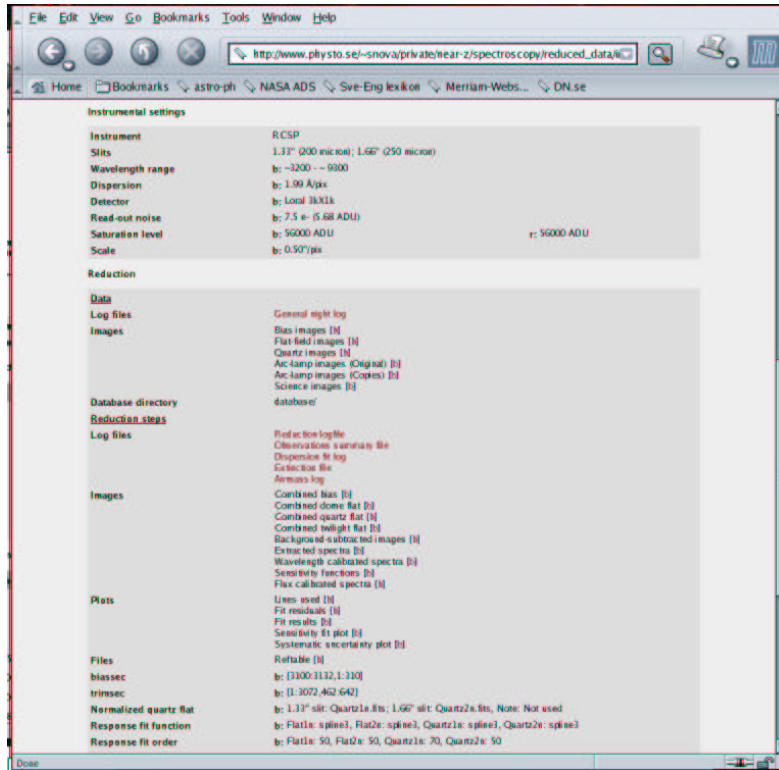 File Edit View Go Bookmarks Tools Window Help
http://www.physto.se/~snova/private/near-z/spectroscopy/reduced_data/
Home Bookmarks astro-ph NASA ADS Sve-Eng lexikon Merriam-Webs... DN.se
Instrumental settings
Instrument RCSP
Slits 1.33" (200 micron); 1.66" (250 micron)
Wavelength range b: ~3200 - ~ 9300
Dispersion b: 1.99 Å/pix
Detector b: Loral 3kX1k
Read-out noise b: 7.5 e- (5.68 ADU)
Saturation level b: 56000 ADU r: 56000 ADU
Scale b: 0.50"/pix
Reduction
Data
Log files General night log
Images Bias images [b]
Flat-field images [b]
Quartz images [b]
Arc-lamp images (Original) [b]
Arc-lamp images (Copies) [b]
Science images [b]
Database directory database/
Reduction steps
Log files Reduction logfile
Observations summary file
Dispersion fit log
Extinction file
Airmass log
Images Combined bias [b]
Combined dome flat [b]
Combined quartz flat [b]
Combined twilight flat [b]
Background-subtracted images [b]
Extracted spectra [b]
Wavelength calibrated spectra [b]
Sensitivity functions [b]
Flux calibrated spectra [b]
Plots Lines used [b]
Fit residuals [b]
Fit results [b]
Sensitivity fit plot [b]
Systematic uncertainty plot [b]
Files Reftable [b]
biassec b: [3100:3132,1:310]
trimsec b: [1:3072,462:642]
Normalized quartz flat b: 1.33" slit: Quartz1n.fits; 1.66" slit: Quartz2n.fits, Note: Not used
Response fit function b: Flat1n: spline3, Flat2n: spline3, Quartz1n: spline3, Quartz2n: spline3
Response fit order b: Flat1n: 50, Flat2n: 50, Quartz1n: 70, Quartz2n: 50
Done